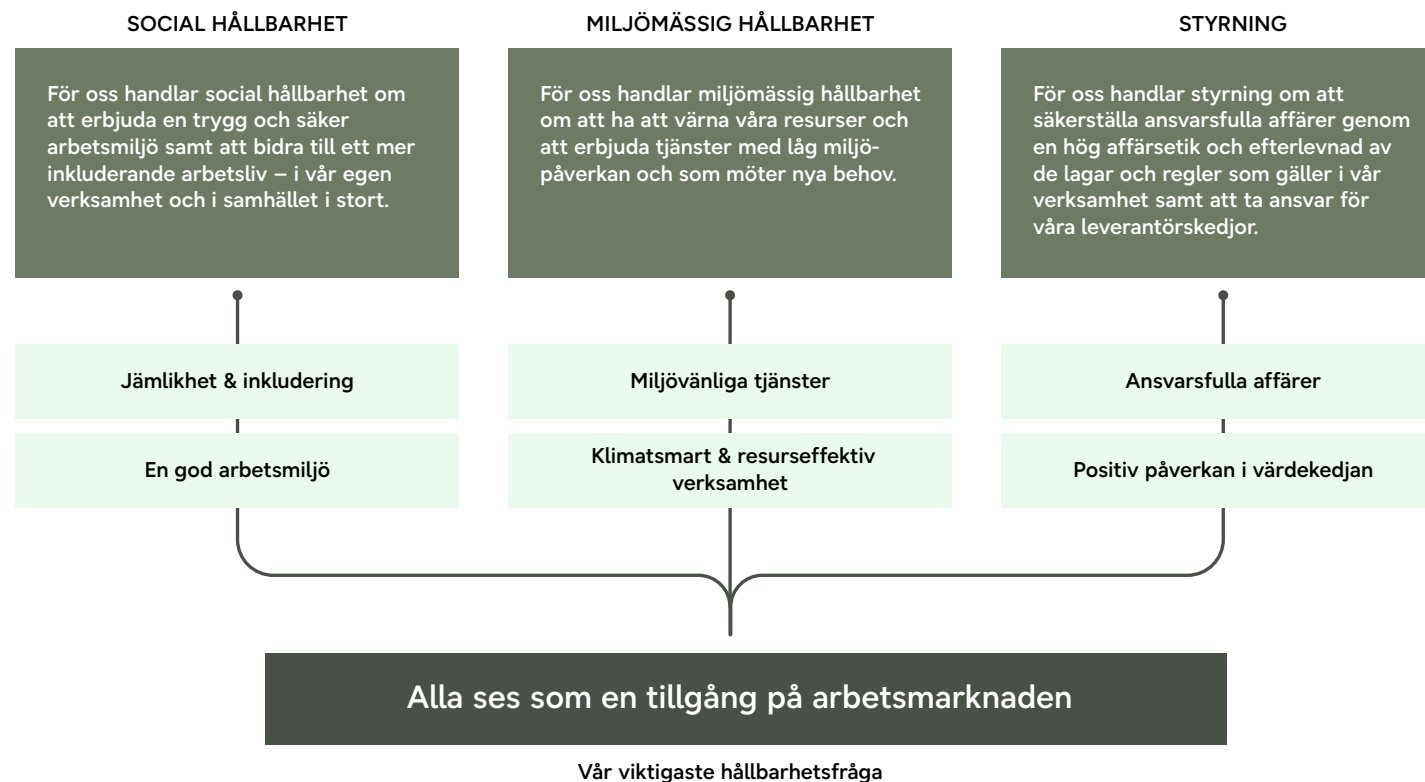 SOCIAL HÅLLBARHET
För oss handlar social hållbarhet om
att erbjuda en trygg och säker
arbetsmiljö samt att bidra till ett mer
inkluderande arbetsliv – i vår egen
verksamhet och i samhället i stort.
Jämlikhet & inkludering
En god arbetsmiljö
MILJÖMÄSSIG HÅLLBARHET
För oss handlar miljömässig hållbarhet
om att ha att värna våra resurser och
att erbjuda tjänster med låg miljö-
påverkan och som möter nya behov.
Miljövänliga tjänster
Klimatsmart & resurseffektiv
verksamhet
STYRNING
För oss handlar styrning om att
säkerställa ansvarsfulla affärer genom
en hög affärsetik och efterlevnad av
de lagar och regler som gäller i vår
verksamhet samt att ta ansvar för
våra leverantörskedjor.
Ansvarsfulla affärer
Positiv påverkan i värdekedjan
Alla ses som en tillgång på arbetsmarknaden
Vår viktigaste hållbarhetsfråga